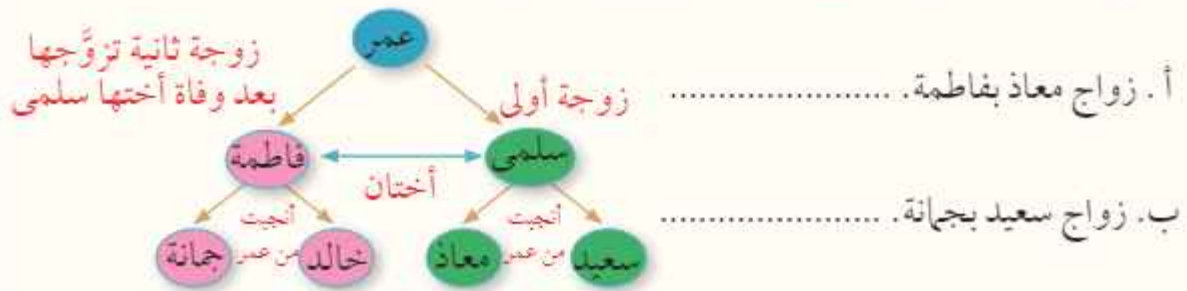 عمر
زوجة ثانية تزوَّجها
بعد وفاة أختها سلمى
زوجة أولى
أ. زواج معاذ بفاطمة. ......................
سلمى
فاطمة
أختان
ب. زواج سعيد بجمانة. ......................
أنجبت
من عمر
أنجبت
من عمر
سعيد
معاذ
خالد
جمانة